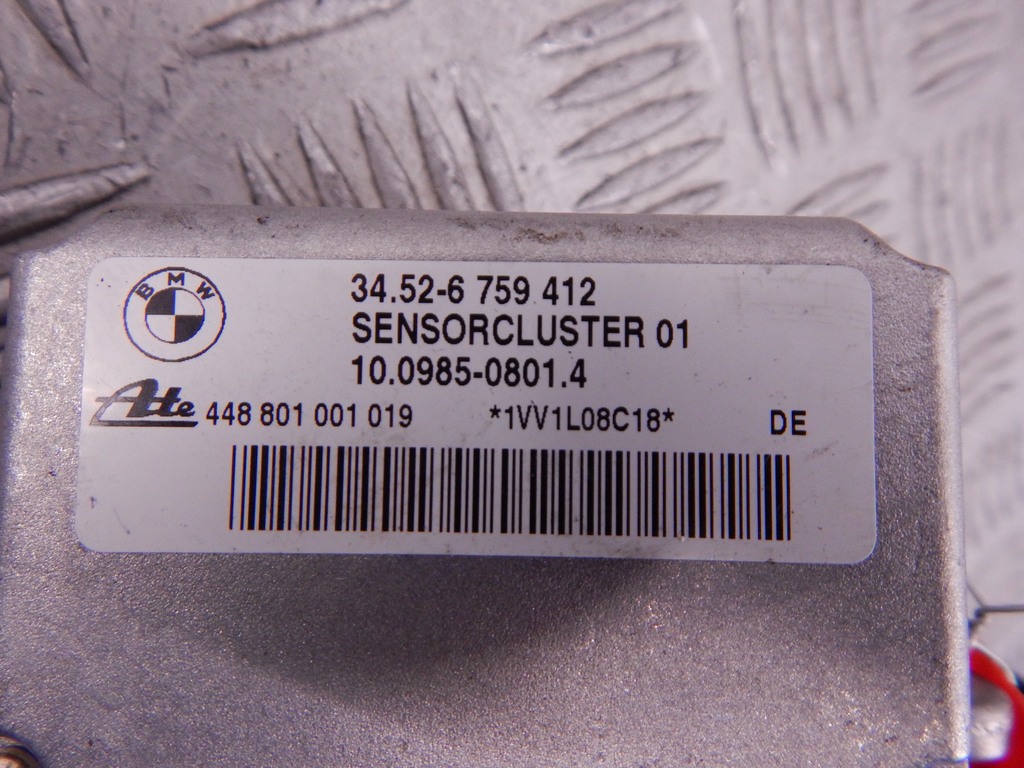 BMW
34.52-6 759 412
SENSORCLUSTER 01
10.0985-0801.4
Ate 448 801 001 019 *1VV1L08C18* DE